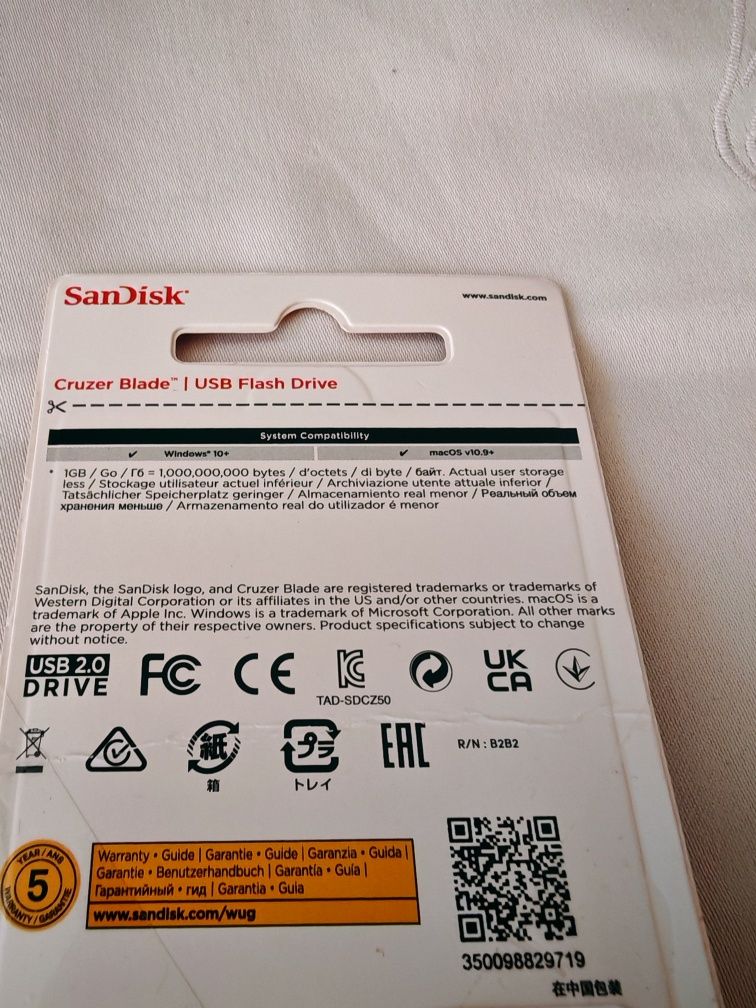 SanDisk®
www.sandisk.com
Cruzer Blade™ | USB Flash Drive
System Compatibility
✓ Windows® 10+ ✓ macOS v10.9+
* 1GB / Go / Гб = 1,000,000,000 bytes / d'octets / di byte / байт. Actual user storage
less / Stockage utilisateur actuel inférieur / Archiviazione utente attuale inferior /
Tatsächlicher Speicherplatz geringer / Almacenamiento real menor / Реальный объем
хранения меньше / Armazenamento real do utilizador é menor
SanDisk, the SanDisk logo, and Cruzer Blade are registered trademarks or trademarks of
Western Digital Corporation or its affiliates in the US and/or other countries. macOS is a
trademark of Apple Inc. Windows is a trademark of Microsoft Corporation. All other marks
are the property of their respective owners. Product specifications subject to change
without notice.
USB 2.0
DRIVE
FC CE KC UK
CA
TAD-SDCZ50
紙
箱
プラ
トレイ
EAC
R/N : B2B2
YEAR/ANS
5
WARRANTY/GARANTIE
Warranty • Guide | Garantie • Guide | Garanzia • Guida |
Garantie • Benutzerhandbuch | Garantía • Guía |
Гарантийный • гид | Garantia • Guia
www.sandisk.com/wug
350098829719
在中国包装